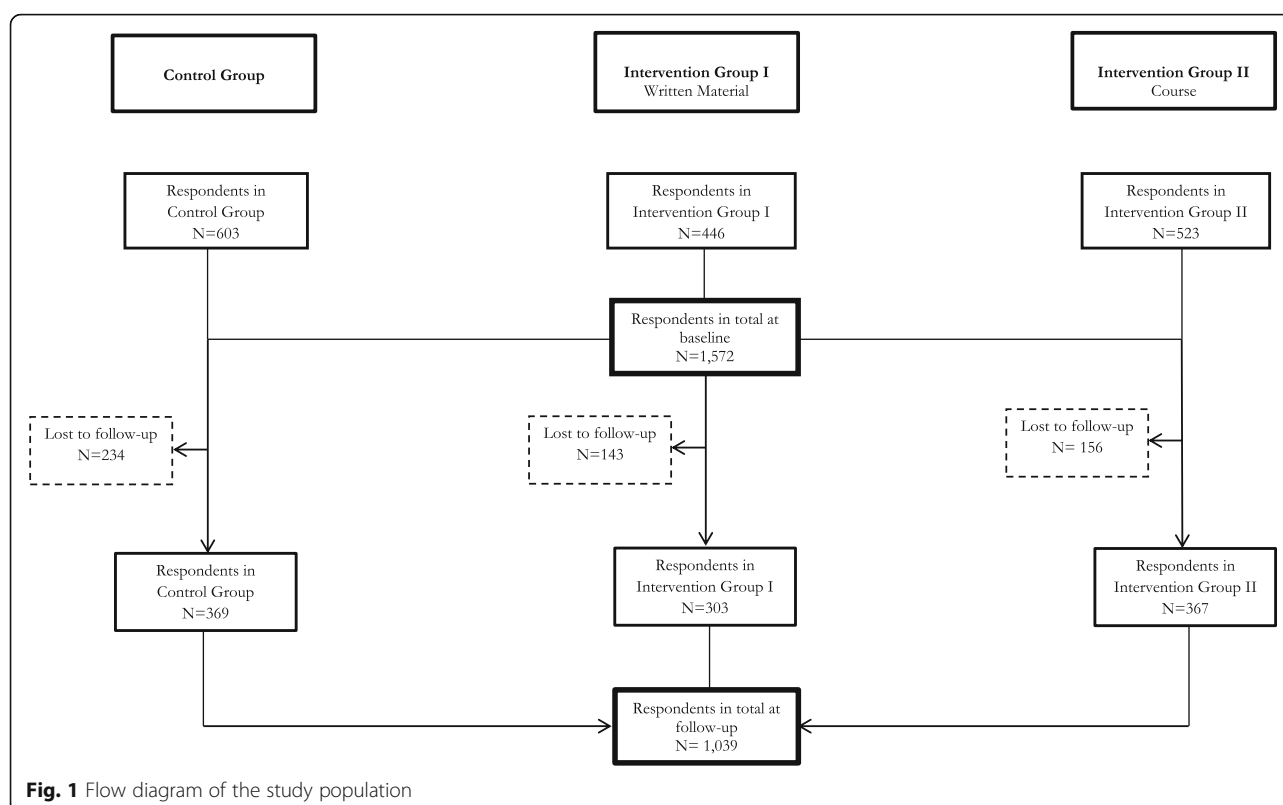 Control Group
Intervention Group I
Written Material
Intervention Group II
Course
Respondents in
Control Group
N=603
Respondents in
Intervention Group I
N=446
Respondents in
Intervention Group II
N=523
Respondents in total at
baseline
N=1,572
Lost to follow-up
N=234
Lost to follow-up
N=143
Lost to follow-up
N= 156
Respondents in
Control Group
N=369
Respondents in
Intervention Group I
N=303
Respondents in
Intervention Group II
N=367
Respondents in total at
follow-up
N= 1,039
Fig. 1 Flow diagram of the study population